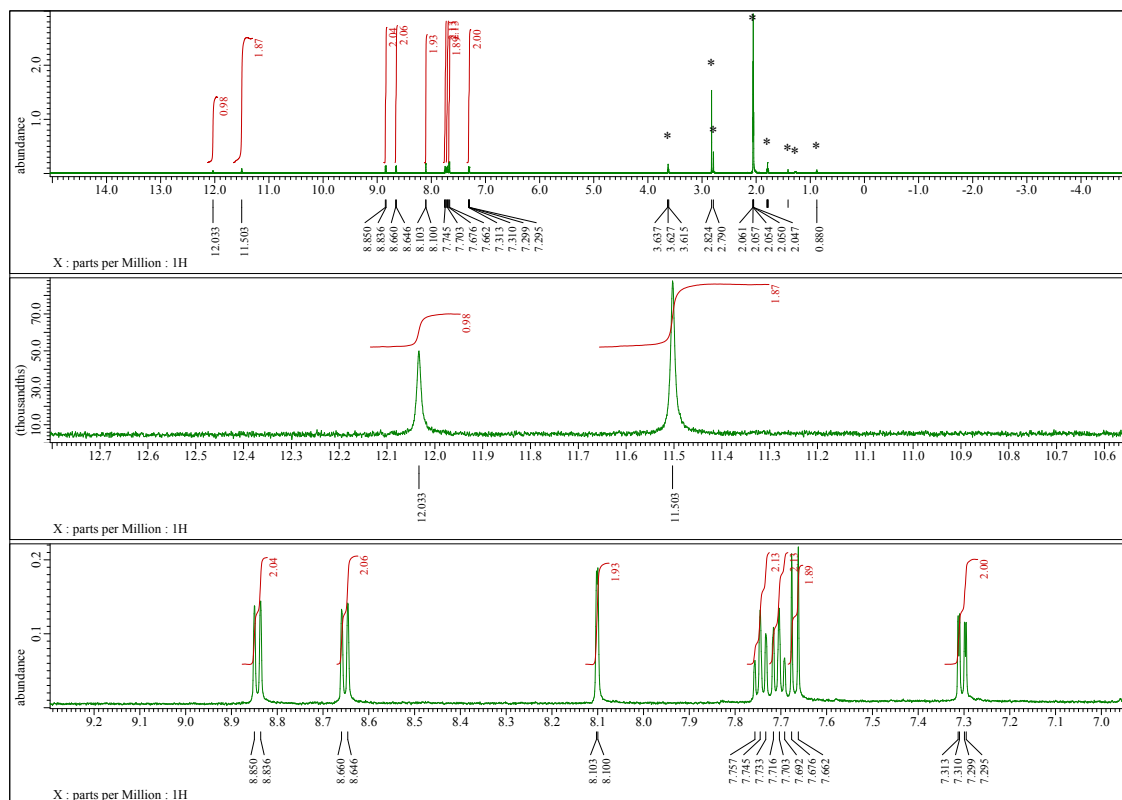 * * * * * * * *
0.98 1.87 2.04 2.06 1.93 2.13 2.13 1.89 2.00
abundance
2.0
1.0
14.0 13.0 12.0 11.0 10.0 9.0 8.0 7.0 6.0 5.0 4.0 3.0 2.0 1.0 0 -1.0 -2.0 -3.0 -4.0
12.033 11.503 8.850 8.836 8.660 8.646 8.103 8.100 7.745 7.703 7.676 7.662 7.313 7.310 7.299 7.295 3.637 3.627 3.615 2.824 2.790 2.061 2.057 2.054 2.050 2.047 0.880
X : parts per Million : 1H
0.98 1.87
(thousandths)
70.0
50.0
30.0
10.0
12.7 12.6 12.5 12.4 12.3 12.2 12.1 12.0 11.9 11.8 11.7 11.6 11.5 11.4 11.3 11.2 11.1 11.0 10.9 10.8 10.7 10.6
12.033 11.503
X : parts per Million : 1H
2.04 2.06 1.93 2.13 2.13 1.89 2.00
abundance
0.2
0.1
9.2 9.1 9.0 8.9 8.8 8.7 8.6 8.5 8.4 8.3 8.2 8.1 8.0 7.9 7.8 7.7 7.6 7.5 7.4 7.3 7.2 7.1 7.0
8.850 8.836 8.660 8.646 8.103 8.100 7.757 7.745 7.733 7.716 7.703 7.692 7.676 7.662 7.313 7.310 7.299 7.295
X : parts per Million : 1H